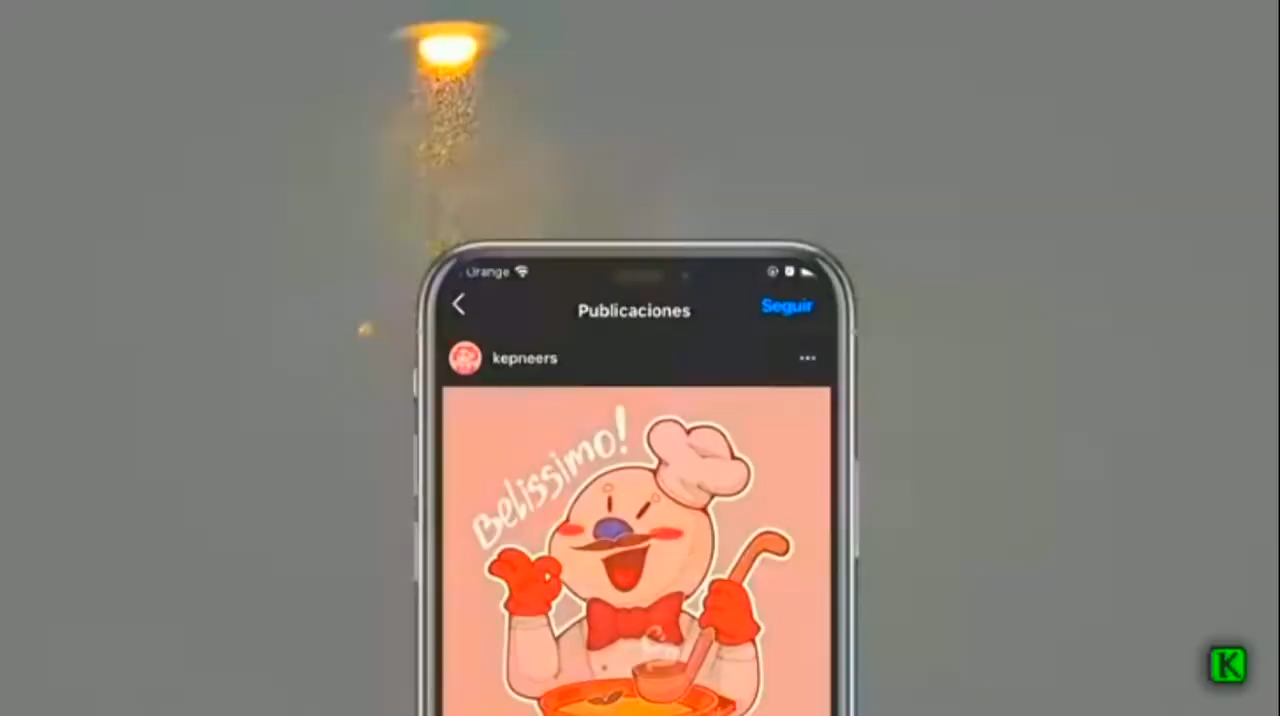 Orange
Publicaciones
Seguir
kepneers
Belissimo!
K